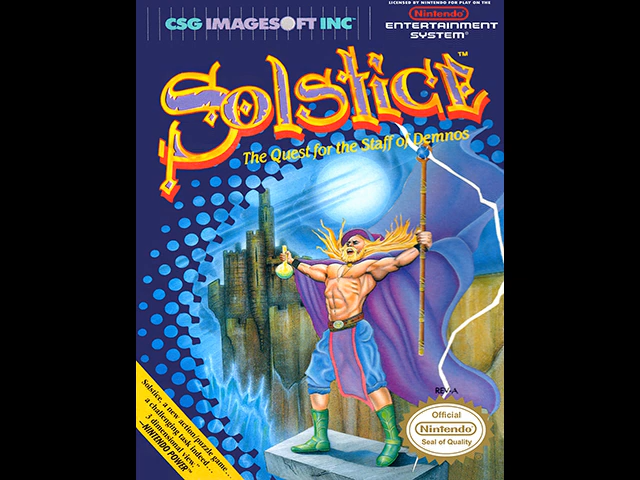 LICENSED BY NINTENDO FOR PLAY ON THE
CSG IMAGESOFT INC™
Nintendo®
ENTERTAINMENT
SYSTEM®
Solstice™
The Quest for the Staff of Demnos
REV-A
Solstice, a new action puzzle game...
a challenging task indeed...
3 dimensional view."
—NINTENDO POWER™
Official
Nintendo®
Seal of Quality